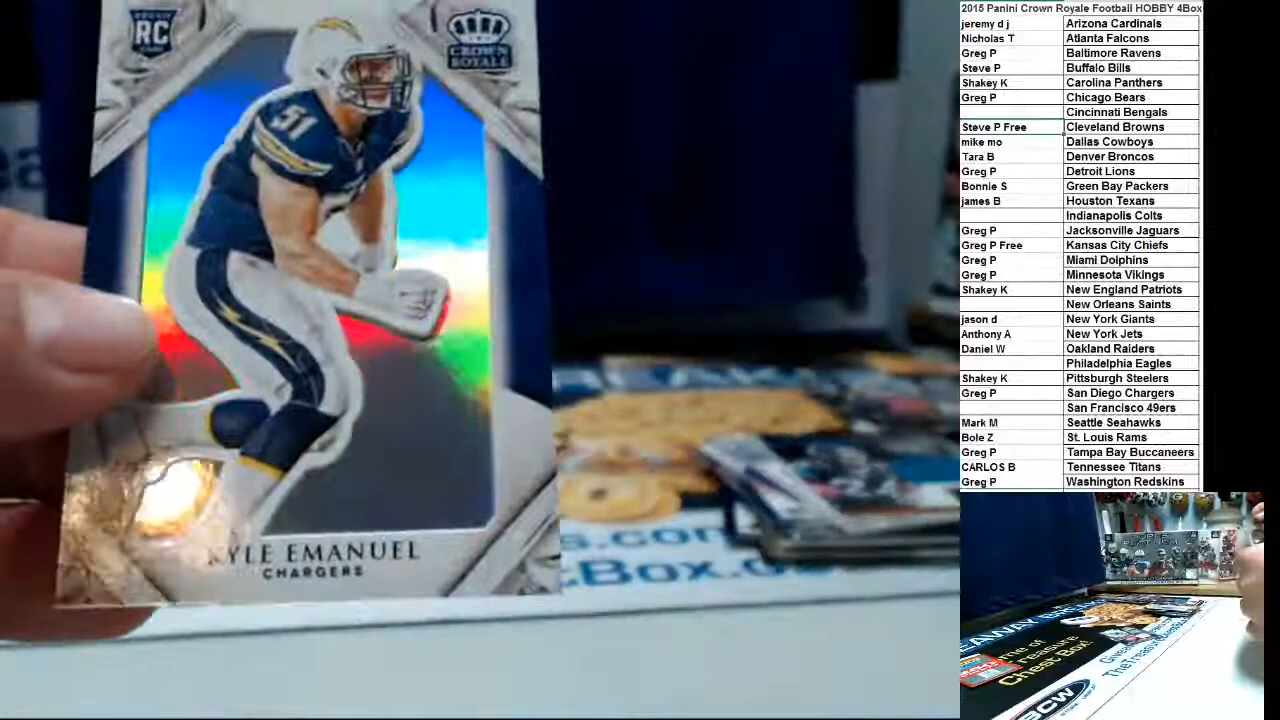 RC
CROWN
ROYALE
51
KYLE EMANUEL
CHARGERS
2015 Panini Crown Royale Football HOBBY 4Box
jeremy d j Arizona Cardinals
Nicholas T Atlanta Falcons
Greg P Baltimore Ravens
Steve P Buffalo Bills
Shakey K Carolina Panthers
Greg P Chicago Bears
Cincinnati Bengals
Steve P Free Cleveland Browns
mike mo Dallas Cowboys
Tara B Denver Broncos
Greg P Detroit Lions
Bonnie S Green Bay Packers
james B Houston Texans
Indianapolis Colts
Greg P Jacksonville Jaguars
Greg P Free Kansas City Chiefs
Greg P Miami Dolphins
Greg P Minnesota Vikings
Shakey K New England Patriots
New Orleans Saints
jason d New York Giants
Anthony A New York Jets
Daniel W Oakland Raiders
Philadelphia Eagles
Shakey K Pittsburgh Steelers
Greg P San Diego Chargers
San Francisco 49ers
Mark M Seattle Seahawks
Bole Z St. Louis Rams
Greg P Tampa Bay Buccaneers
CARLOS B Tennessee Titans
Greg P Washington Redskins
Chest Box!
BCW